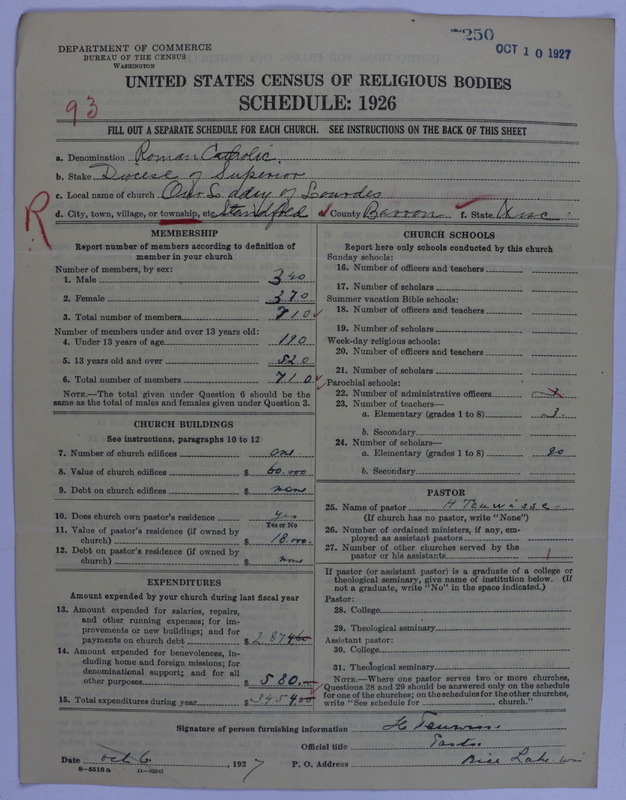 250
OCT 10 1927
DEPARTMENT OF COMMERCE
BUREAU OF THE CENSUS
WASHINGTON
UNITED STATES CENSUS OF RELIGIOUS BODIES
SCHEDULE: 1926
93
FILL OUT A SEPARATE SCHEDULE FOR EACH CHURCH. SEE INSTRUCTIONS ON THE BACK OF THIS SHEET
a. Denomination Roman Catholic
b. Stake Diocese of Superior
c. Local name of church Our Lady of Lourdes
R
d. City, town, village, or township, etc. Standfold County Barron f. State Wisc
MEMBERSHIP
Report number of members according to definition of
member in your church
Number of members, by sex:
1. Male 340
2. Female 370
3. Total number of members 710
Number of members under and over 13 years old:
4. Under 13 years of age 190
5. 13 years old and over 520
6. Total number of members 710
NOTE.—The total given under Question 6 should be
the same as the total of males and females given under Question 3.
CHURCH BUILDINGS
See instructions, paragraphs 10 to 12
7. Number of church edifices one
8. Value of church edifices $ 60.000
9. Debt on church edifices $ none
10. Does church own pastor's residence yes
Yes or No
11. Value of pastor's residence (if owned by
church) $ 18.000
12. Debt on pastor's residence (if owned by
church) $ none
EXPENDITURES
Amount expended by your church during last fiscal year
13. Amount expended for salaries, repairs,
and other running expenses; for im-
provements or new buildings; and for
payments on church debt $ 2874
14. Amount expended for benevolences, in-
cluding home and foreign missions; for
denominational support; and for all
other purposes $ 580.—
15. Total expenditures during year $ 3454
CHURCH SCHOOLS
Report here only schools conducted by this church
Sunday schools:
16. Number of officers and teachers
17. Number of scholars
Summer vacation Bible schools:
18. Number of officers and teachers
19. Number of scholars
Week-day religious schools:
20. Number of officers and teachers
21. Number of scholars
Parochial schools:
22. Number of administrative officers
23. Number of teachers—
a. Elementary (grades 1 to 8) 3
b. Secondary
24. Number of scholars—
a. Elementary (grades 1 to 8) 90
b. Secondary
PASTOR
25. Name of pastor H
(If church has no pastor, write "None")
26. Number of ordained ministers, if any, em-
ployed as assistant pastors
27. Number of other churches served by the
pastor or his assistants 1
If pastor (or assistant pastor) is a graduate of a college or
theological seminary, give name of institution below. (If
not a graduate, write "No" in the space indicated.)
Pastor:
28. College
29. Theological seminary
Assistant pastor:
30. College
31. Theological seminary
NOTE.—Where one pastor serves two or more churches,
Questions 28 and 29 should be answered only on the schedule
for one of the churches; on the schedules for the other churches,
write "See schedule for church."
Signature of person furnishing information H
Official title Pastor
Date Oct 6, 1927 P. O. Address Rice Lake Wis
8-5518a 11-